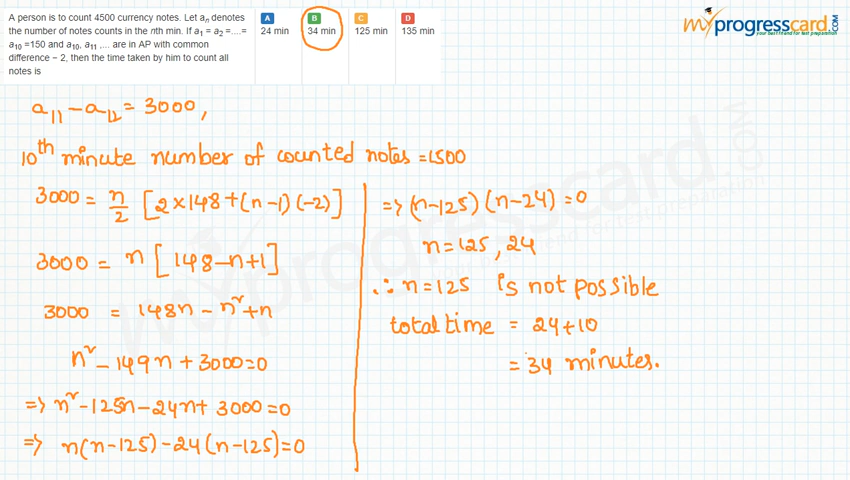 A person is to count 4500 currency notes. Let aₙ denotes
the number of notes counts in the nth min. If a₁ = a₂ =....=
a₁₀ =150 and a₁₀, a₁₁ ,.... are in AP with common
difference − 2, then the time taken by him to count all
notes is
A
24 min
B
34 min
C
125 min
D
135 min
myprogresscard.com
your best friend for test preparation
a₁₁ − a₁₂ = 3000,
10th minute number of counted notes = 1500
3000 = n/2 [2×148+(n−1)(−2)]
3000 = n[148−n+1]
3000 = 148n − n² + n
n² − 149n + 3000 = 0
=> n² − 125n − 24n + 3000 = 0
=> n(n−125) − 24(n−125) = 0
=> (n−125)(n−24) = 0
n = 125, 24
∴ n = 125 is not possible
total time = 24+10
= 34 minutes.